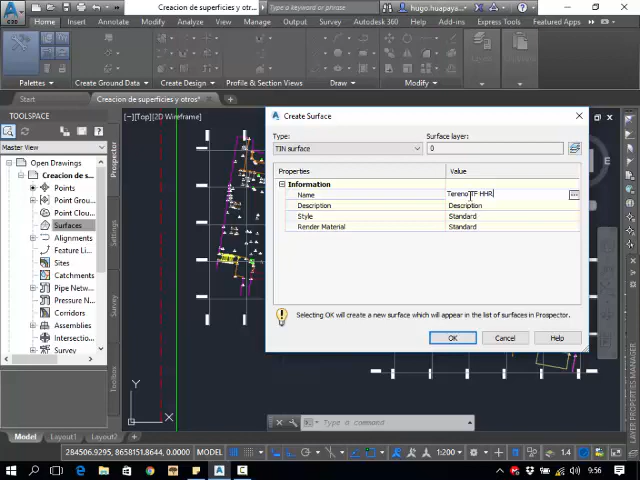 Creacion de superficies y otr...
Type a keyword or phrase
hugo.huapaya...
Home Insert Annotate Modify Analyze View Manage Output Survey Autodesk 360 Help Express Tools Featured Apps
Palettes Create Ground Data Create Design Profile & Section Views Draw Modify
Start Creacion de superficies y otros*
TOOLSPACE
[−][Top][2D Wireframe]
Master View
Open Drawings
Creacion de s...
Points
Point Grou
Point Clou
Surfaces
Alignments
Feature Li
Sites
Catchments
Pipe Netw
Pressure N
Corridors
Assemblies
Intersection
Survey
Prospector
Settings
Survey
Toolbox
Create Surface
Type:
Surface layer:
TIN surface
0
Properties Value
Information
Name TerenoTF HHR
Description Description
Style Standard
Render Material Standard
Selecting OK will create a new surface which will appear in the list of surfaces in Prospector.
OK Cancel Help
LAYER PROPERTIES MANAGER
Y
X
Type a command
Model Layout1 Layout2
284506.9295, 8658151.8644, 0.0000 MODEL 1:200 1.4
9:56